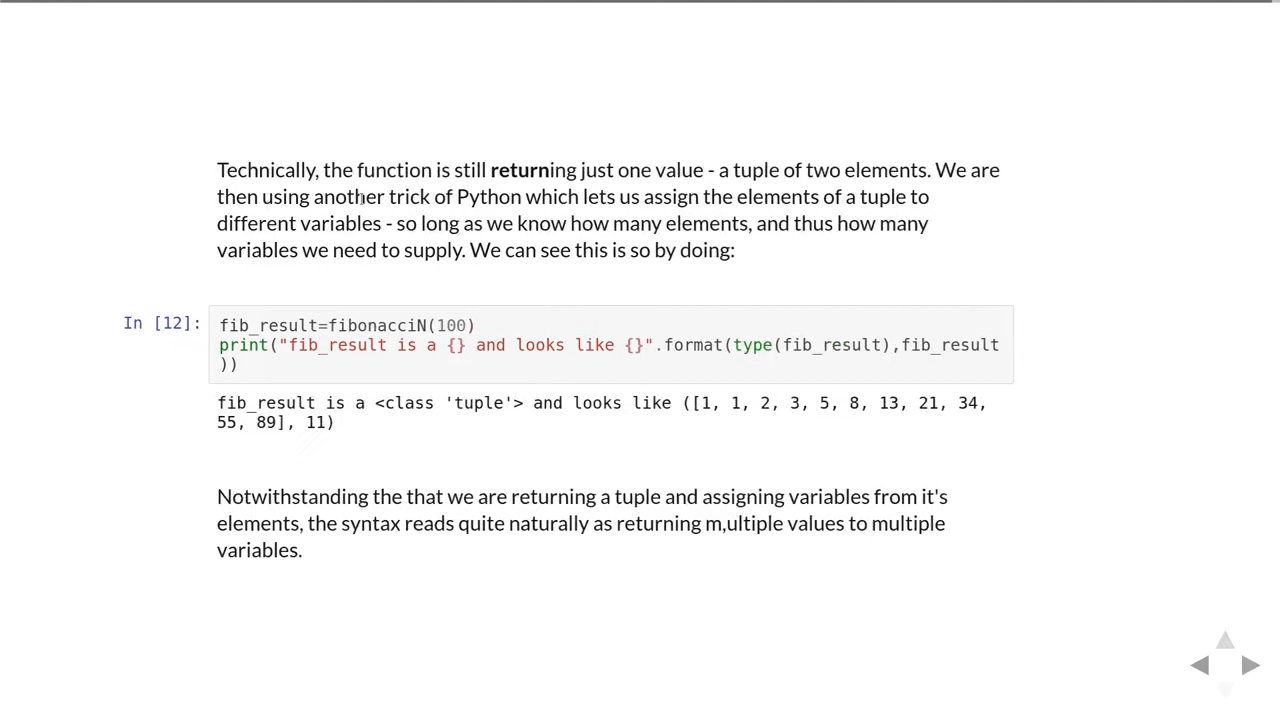 Technically, the function is still returning just one value - a tuple of two elements. We are
then using another trick of Python which lets us assign the elements of a tuple to
different variables - so long as we know how many elements, and thus how many
variables we need to supply. We can see this is so by doing:
In [12]:
fib_result=fibonacciN(100)
print("fib_result is a {} and looks like {}".format(type(fib_result),fib_result
))
fib_result is a <class 'tuple'> and looks like ([1, 1, 2, 3, 5, 8, 13, 21, 34,
55, 89], 11)
Notwithstanding the that we are returning a tuple and assigning variables from it's
elements, the syntax reads quite naturally as returning m,ultiple values to multiple
variables.